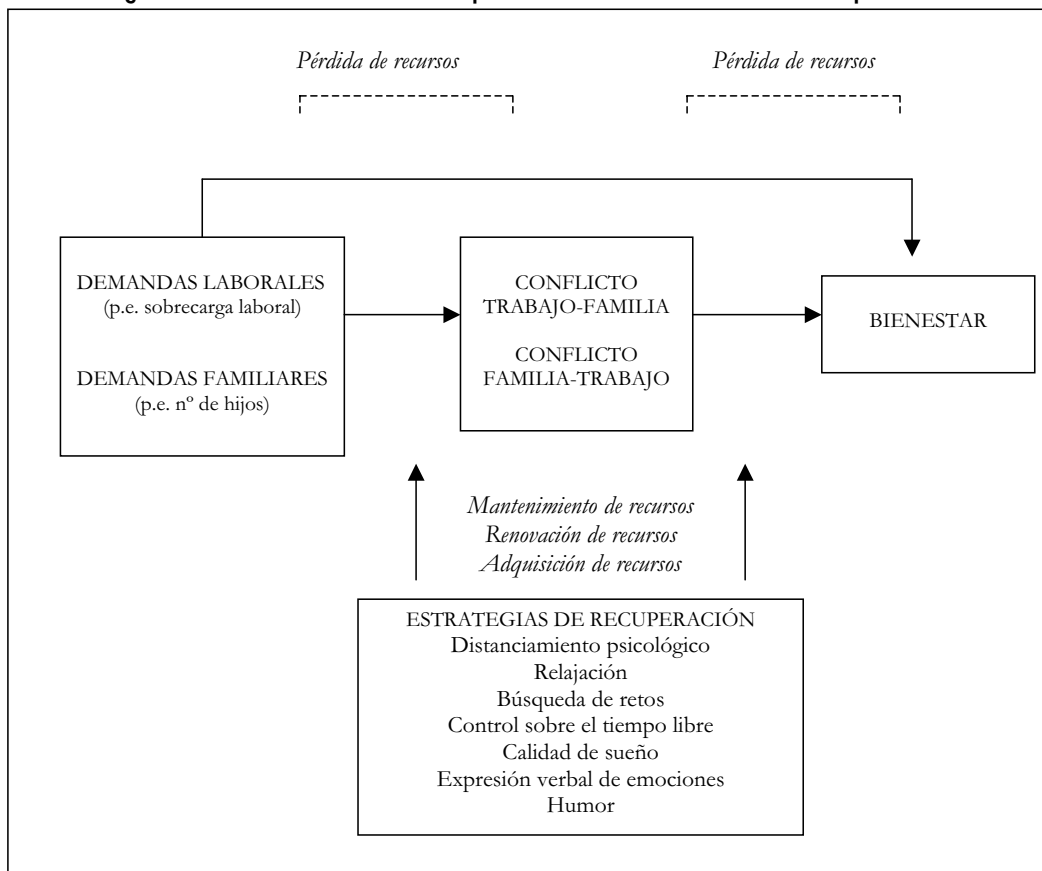 Pérdida de recursos
Pérdida de recursos
DEMANDAS LABORALES
(p.e. sobrecarga laboral)
DEMANDAS FAMILIARES
(p.e. nº de hijos)
CONFLICTO
TRABAJO-FAMILIA
CONFLICTO
FAMILIA-TRABAJO
BIENESTAR
Mantenimiento de recursos
Renovación de recursos
Adquisición de recursos
ESTRATEGIAS DE RECUPERACIÓN
Distanciamiento psicológico
Relajación
Búsqueda de retos
Control sobre el tiempo libre
Calidad de sueño
Expresión verbal de emociones
Humor